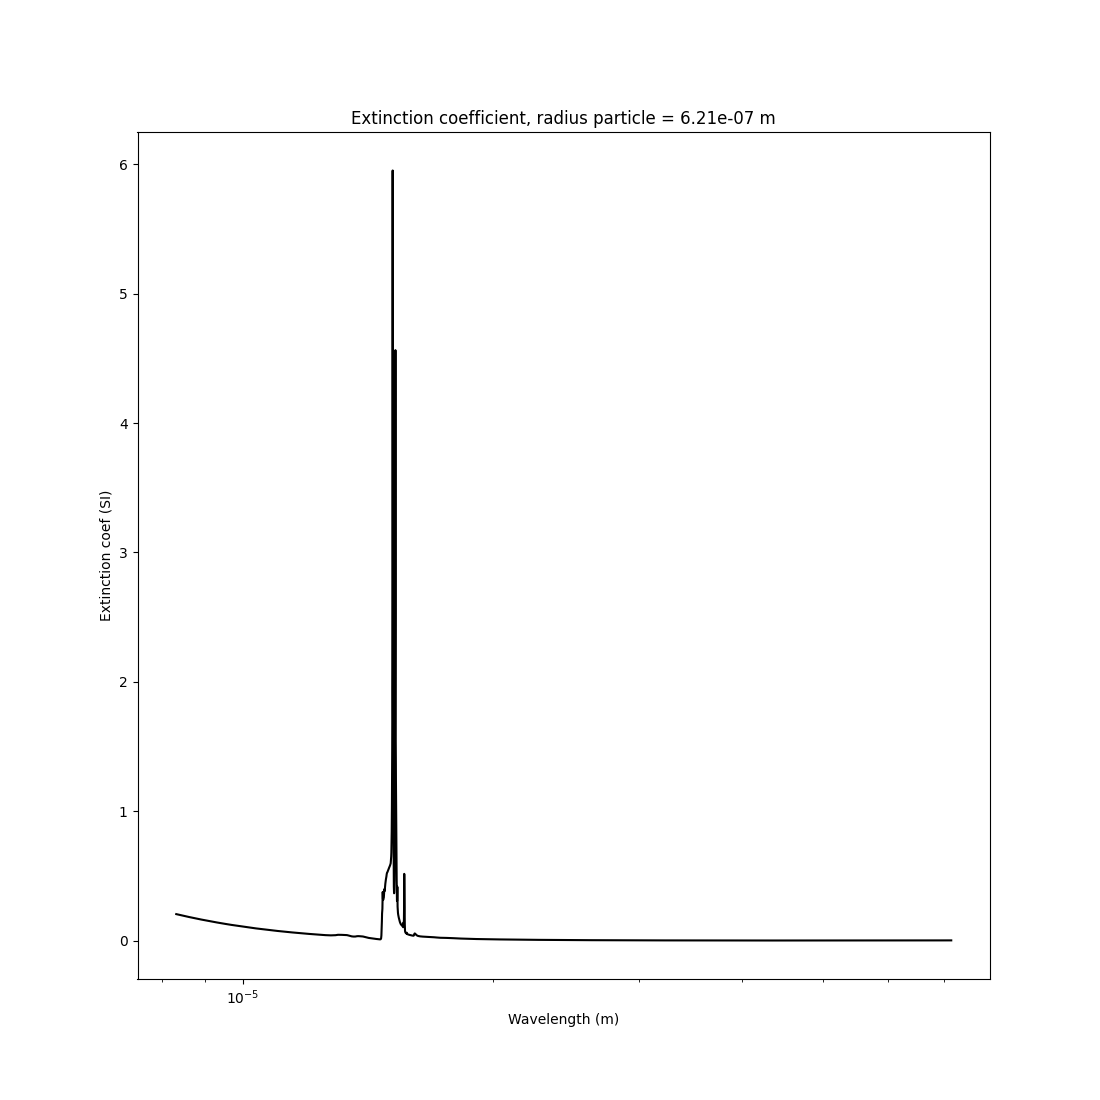 Extinction coefficient, radius particle = 6.21e-07 m
6
5
4
3
2
1
0
Extinction coef (SI)
10⁻⁵
Wavelength (m)